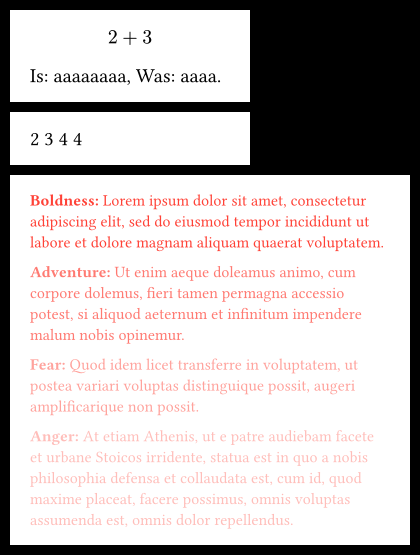 2 + 3
Is: aaaaaaaa, Was: aaaa.
2 3 4 4
Boldness: Lorem ipsum dolor sit amet, consectetur
adipiscing elit, sed do eiusmod tempor incididunt ut
labore et dolore magnam aliquam quaerat voluptatem.
Adventure: Ut enim aeque doleamus animo, cum
corpore dolemus, fieri tamen permagna accessio
potest, si aliquod aeternum et infinitum impendere
malum nobis opinemur.
Fear: Quod idem licet transferre in voluptatem, ut
postea variari voluptas distinguique possit, augeri
amplificarique non possit.
Anger: At etiam Athenis, ut e patre audiebam facete
et urbane Stoicos irridente, statua est in quo a nobis
philosophia defensa et collaudata est, cum id, quod
maxime placeat, facere possimus, omnis voluptas
assumenda est, omnis dolor repellendus.